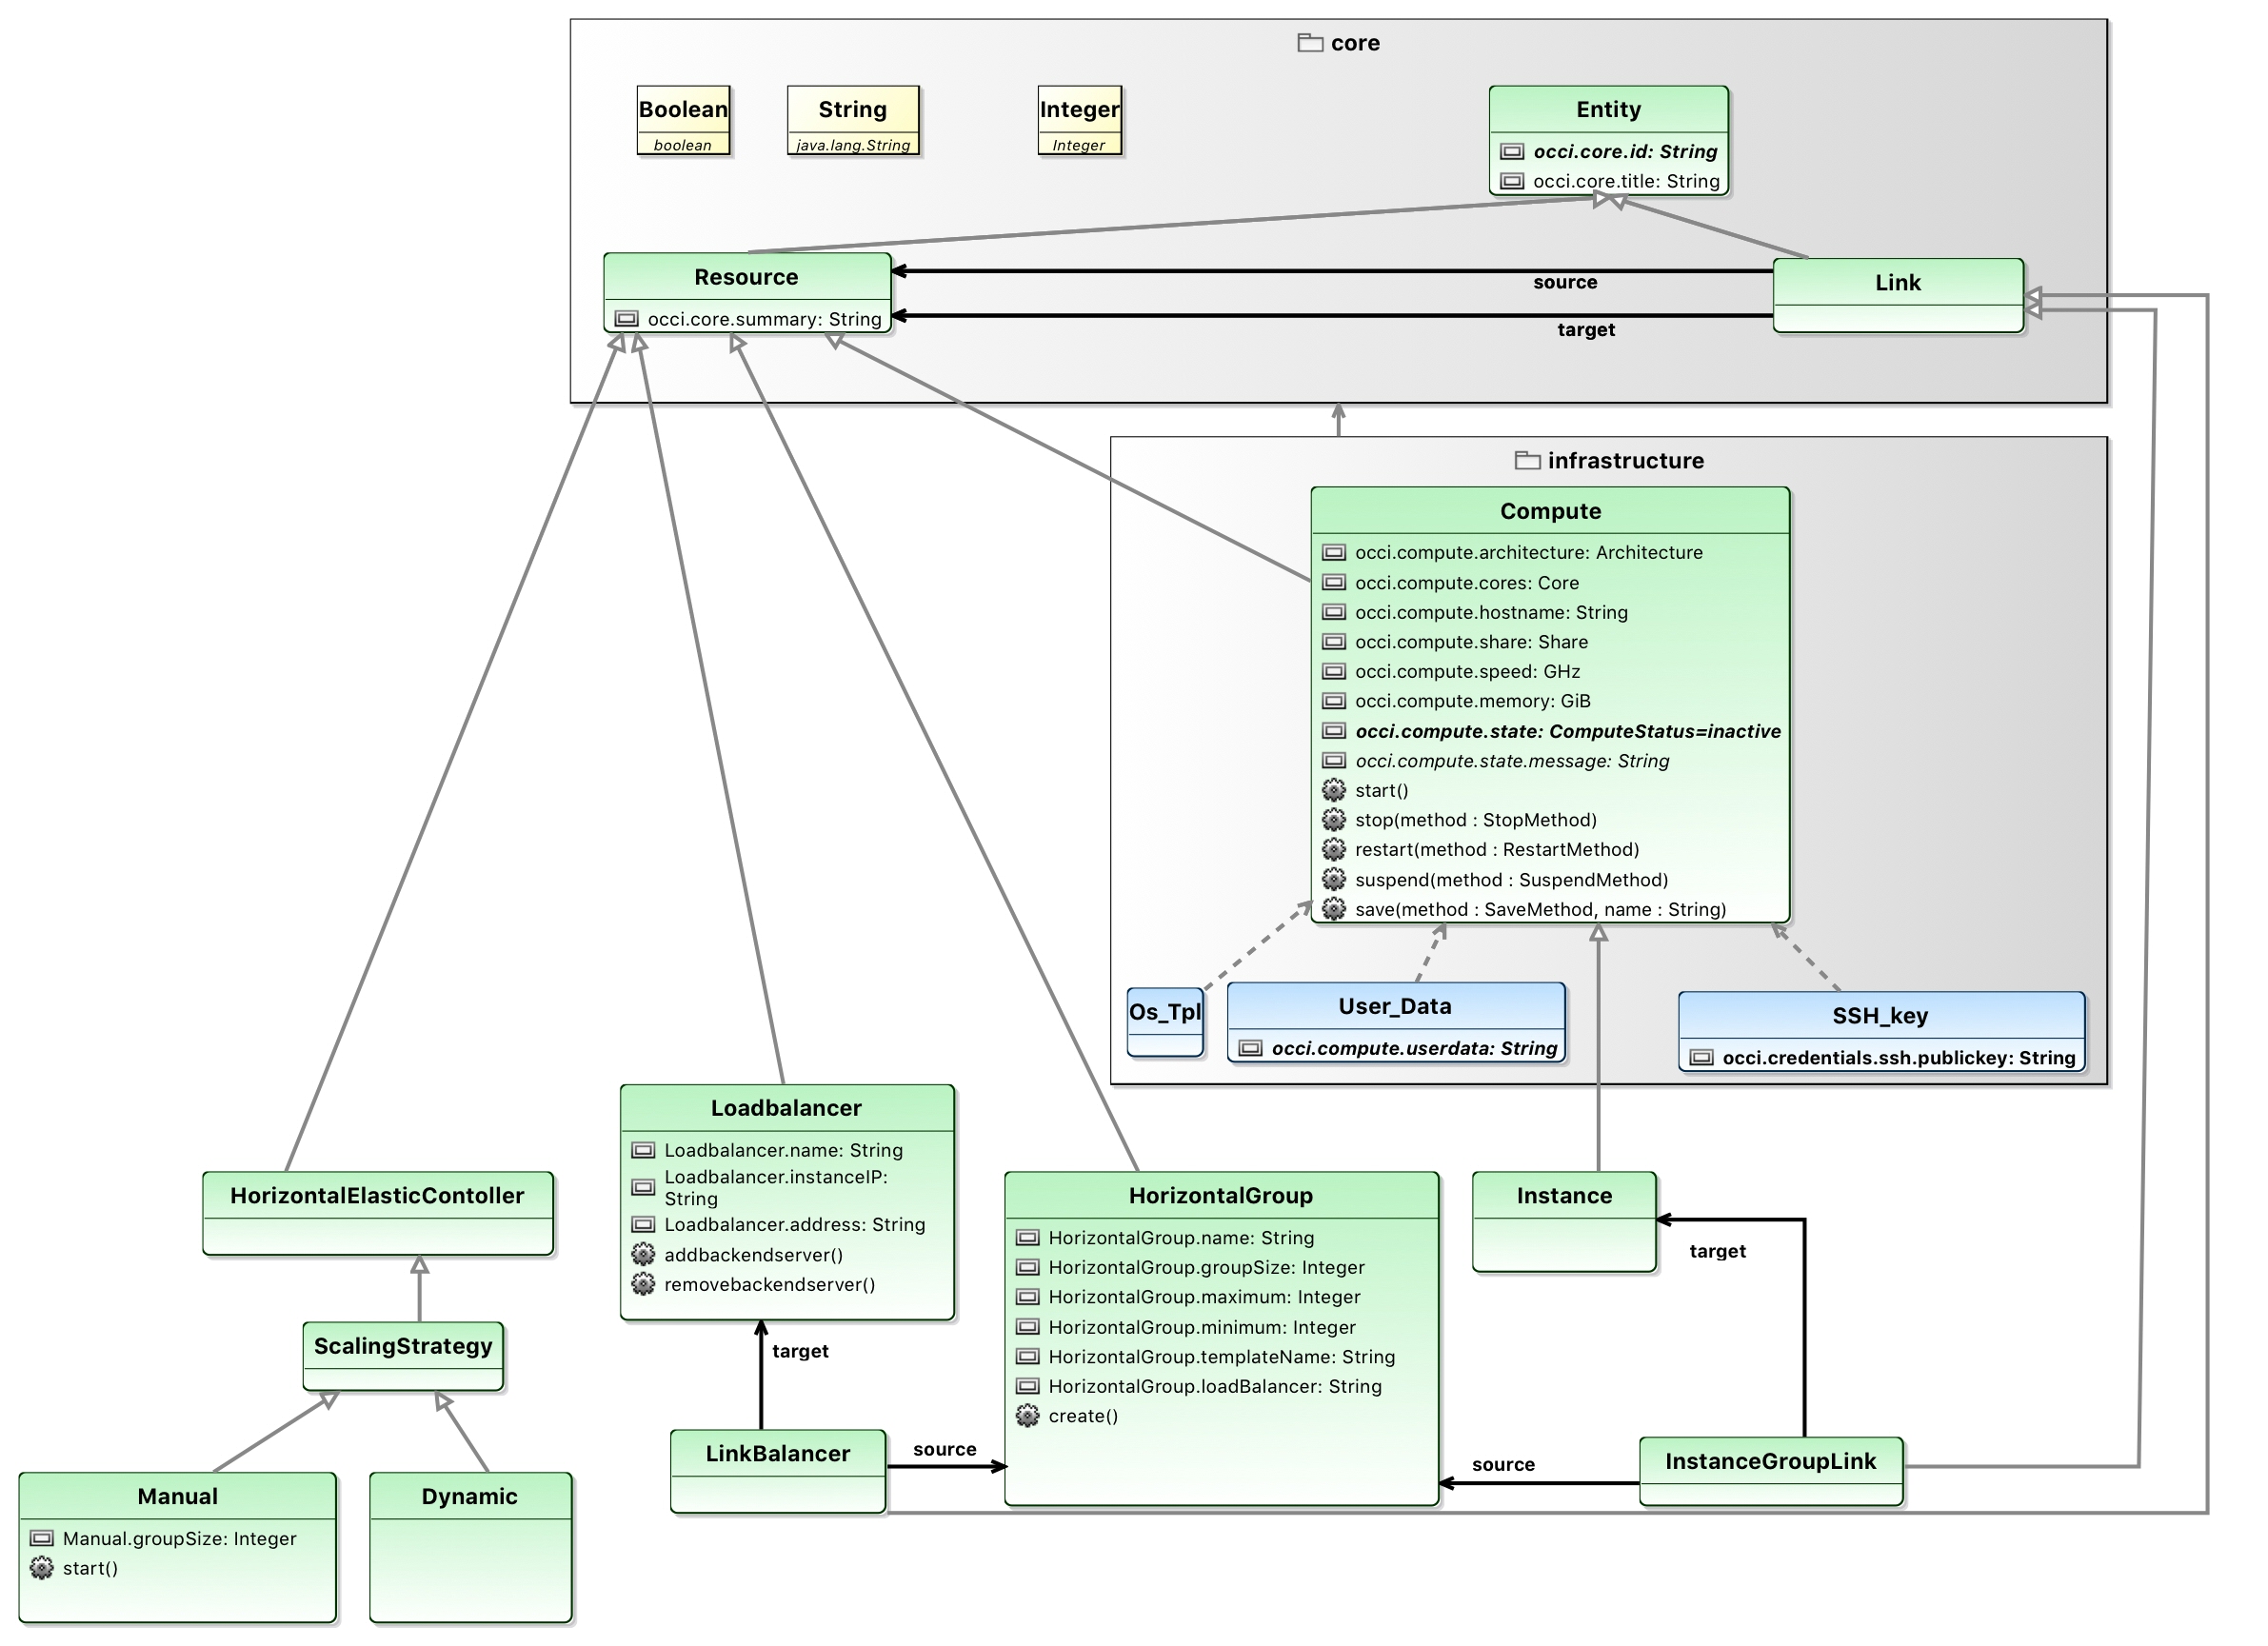 core
Boolean
boolean
String
java.lang.String
Integer
Integer
Entity
occi.core.id: String
occi.core.title: String
Resource
occi.core.summary: String
source
target
Link
infrastructure
Compute
occi.compute.architecture: Architecture
occi.compute.cores: Core
occi.compute.hostname: String
occi.compute.share: Share
occi.compute.speed: GHz
occi.compute.memory: GiB
occi.compute.state: ComputeStatus=inactive
occi.compute.state.message: String
start()
stop(method : StopMethod)
restart(method : RestartMethod)
suspend(method : SuspendMethod)
save(method : SaveMethod, name : String)
Os_Tpl
User_Data
occi.compute.userdata: String
SSH_key
occi.credentials.ssh.publickey: String
HorizontalElasticContoller
ScalingStrategy
Manual
Manual.groupSize: Integer
start()
Dynamic
Loadbalancer
Loadbalancer.name: String
Loadbalancer.instanceIP:
String
Loadbalancer.address: String
addbackendserver()
removebackendserver()
target
LinkBalancer
source
HorizontalGroup
HorizontalGroup.name: String
HorizontalGroup.groupSize: Integer
HorizontalGroup.maximum: Integer
HorizontalGroup.minimum: Integer
HorizontalGroup.templateName: String
HorizontalGroup.loadBalancer: String
create()
Instance
target
source
InstanceGroupLink